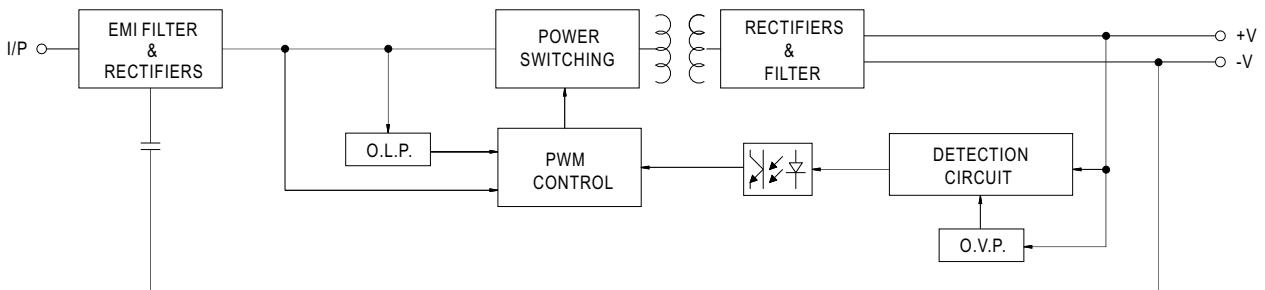 I/P
EMI FILTER
&
RECTIFIERS
POWER
SWITCHING
RECTIFIERS
&
FILTER
+V
-V
O.L.P.
PWM
CONTROL
DETECTION
CIRCUIT
O.V.P.